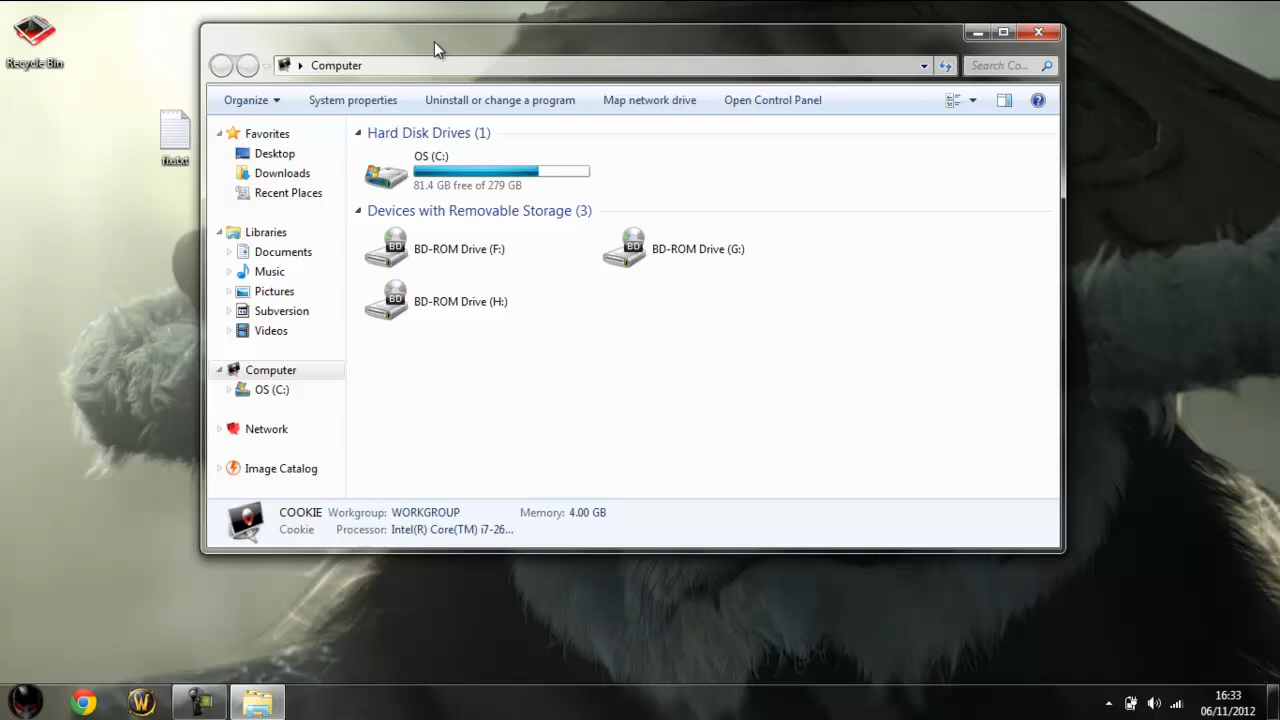 Recycle Bin
fix.txt
Computer
Search Co...
Organize
System properties
Uninstall or change a program
Map network drive
Open Control Panel
Favorites
Desktop
Downloads
Recent Places
Libraries
Documents
Music
Pictures
Subversion
Videos
Computer
OS (C:)
Network
Image Catalog
Hard Disk Drives (1)
OS (C:)
81.4 GB free of 279 GB
Devices with Removable Storage (3)
BD-ROM Drive (F:)
BD-ROM Drive (G:)
BD-ROM Drive (H:)
COOKIE Workgroup: WORKGROUP Memory: 4.00 GB
Cookie Processor: Intel(R) Core(TM) i7-26...
16:33
06/11/2012